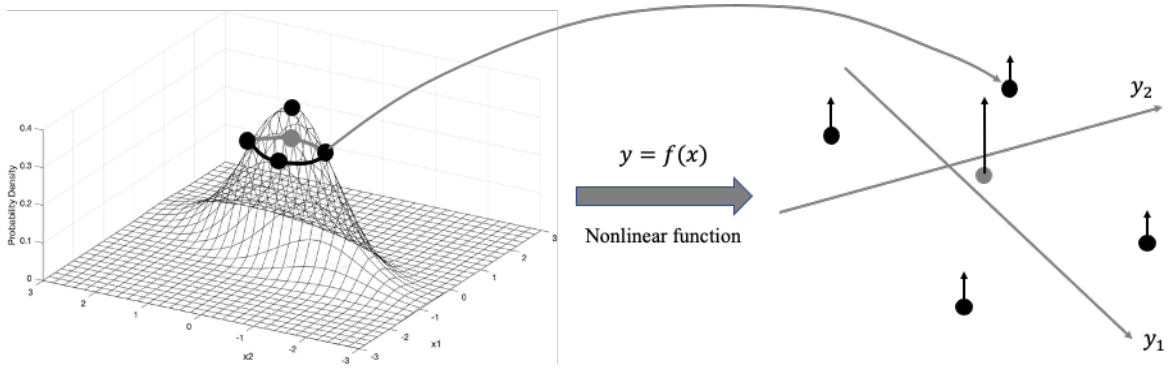 0.4
0.3
0.2
0.1
0
Probability Density
3
2
1
0
-1
-2
-3
x2
-3
-2
-1
0
1
2
3
x1
y = f(x)
Nonlinear function
y₂
y₁